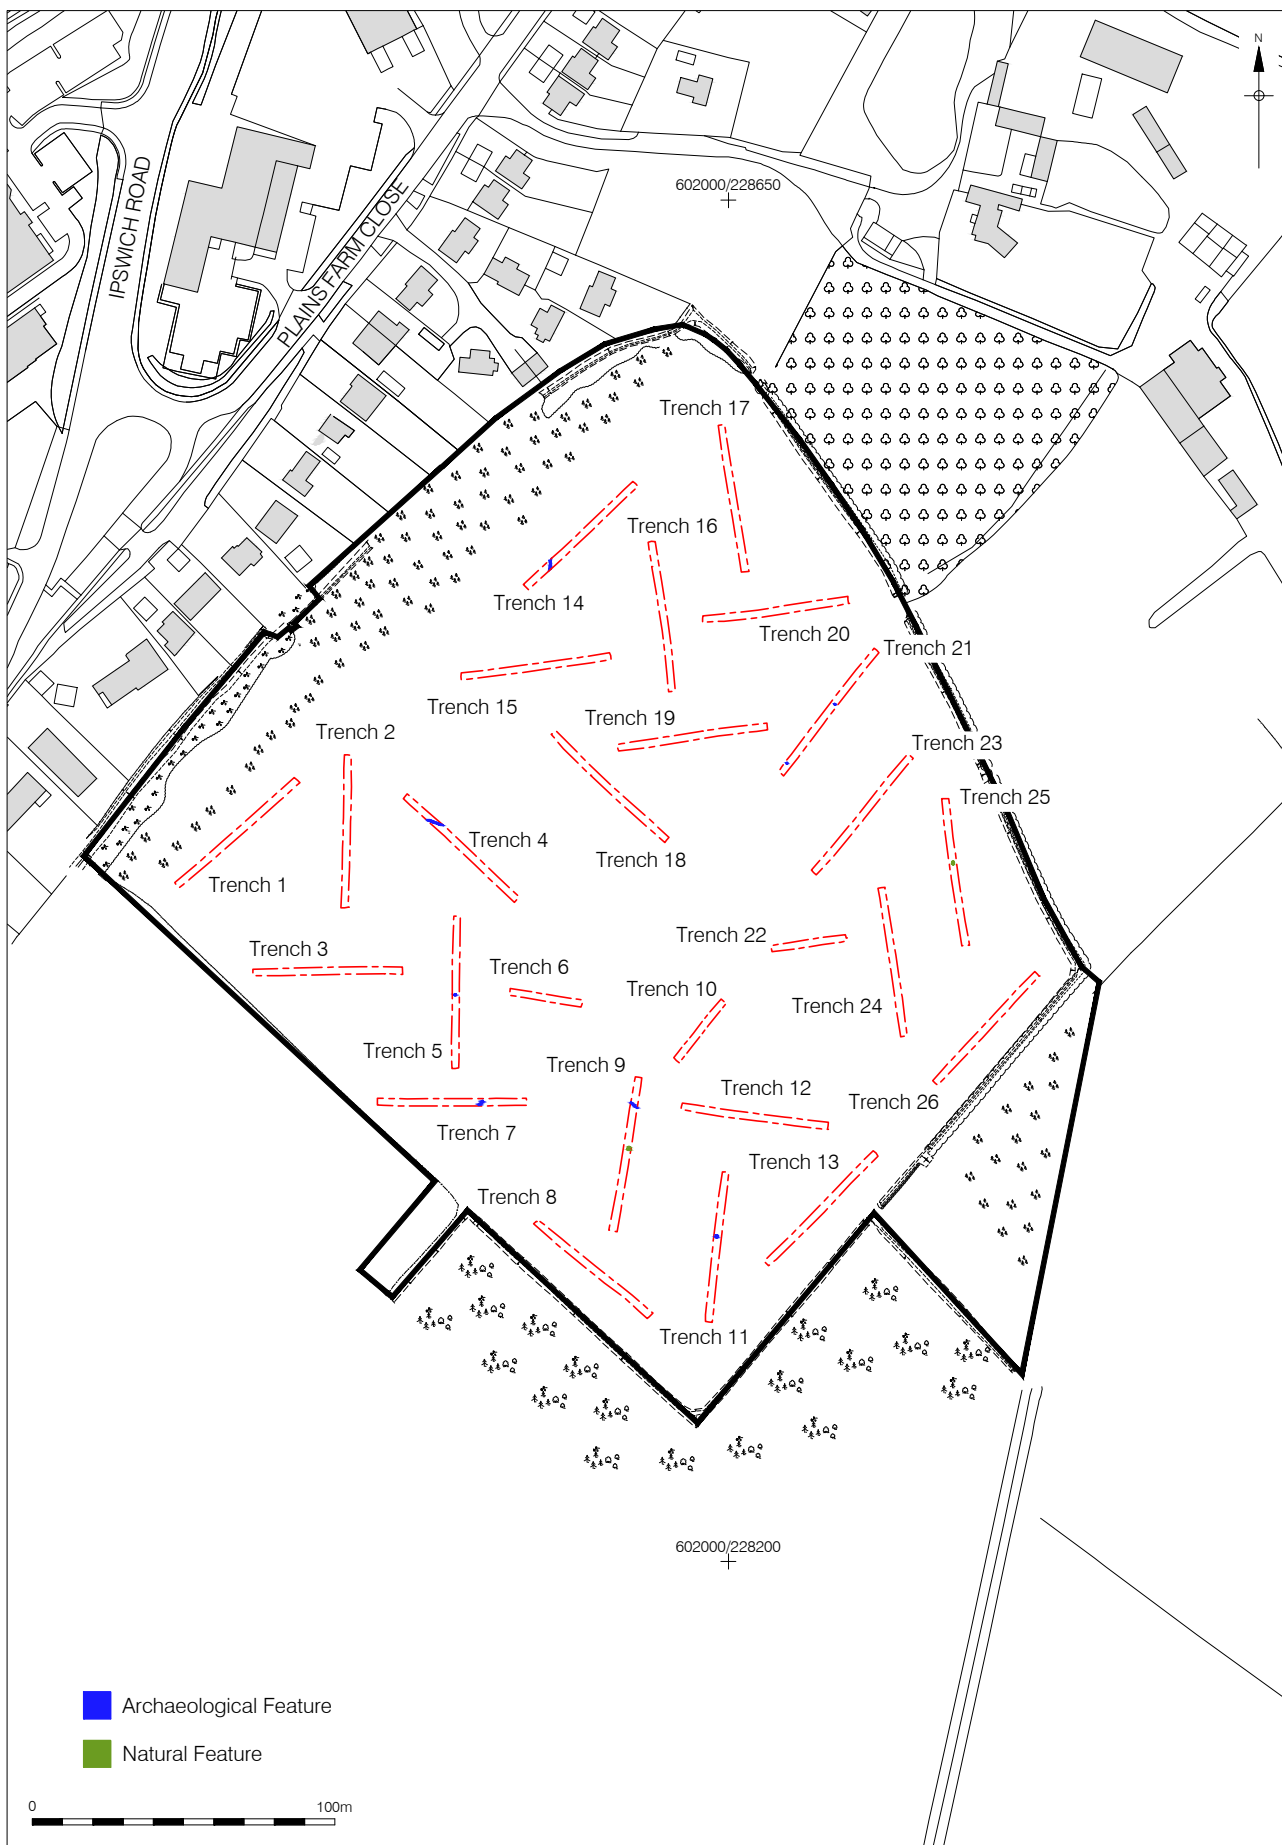 N
602000/228650
IPSWICH ROAD
PLAINS FARM CLOSE
Trench 17
Trench 16
Trench 14
Trench 20
Trench 21
Trench 15
Trench 19
Trench 2
Trench 23
Trench 25
Trench 4
Trench 18
Trench 1
Trench 22
Trench 3
Trench 6
Trench 10
Trench 24
Trench 5
Trench 9
Trench 12
Trench 26
Trench 7
Trench 13
Trench 8
Trench 11
602000/228200
Archaeological Feature
Natural Feature
0 100m